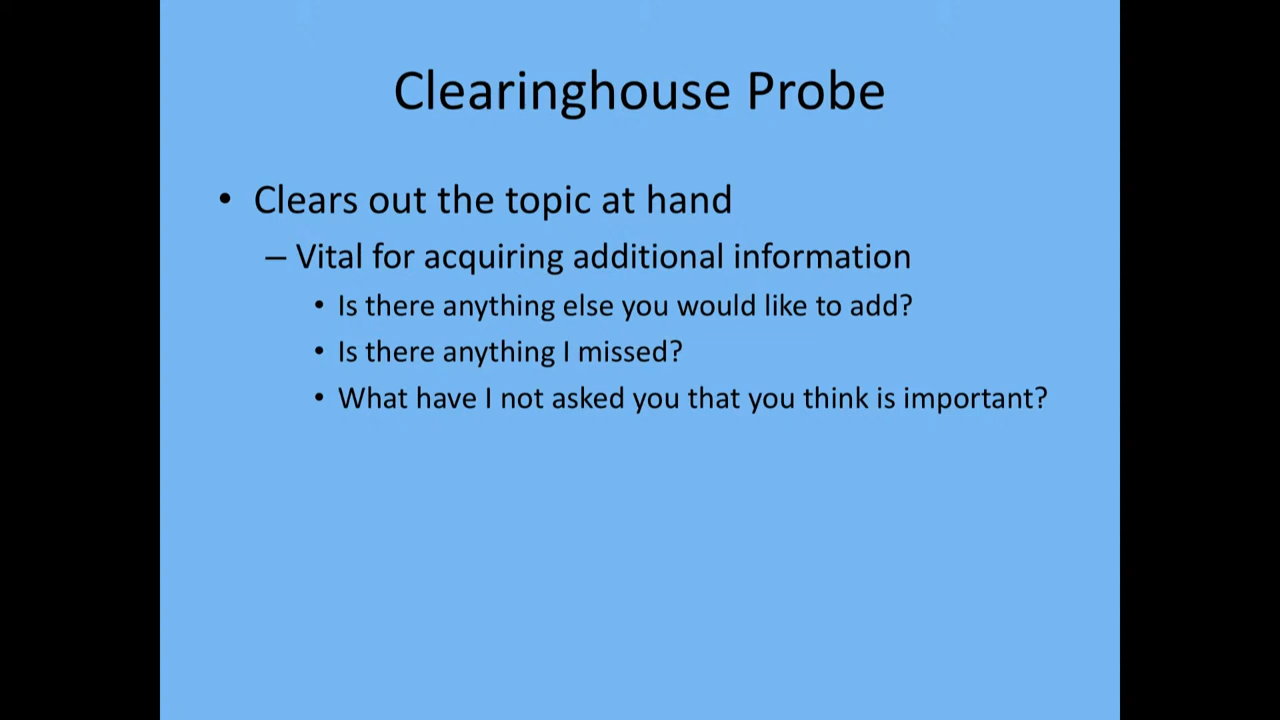 Clearinghouse Probe
• Clears out the topic at hand
– Vital for acquiring additional information
• Is there anything else you would like to add?
• Is there anything I missed?
• What have I not asked you that you think is important?